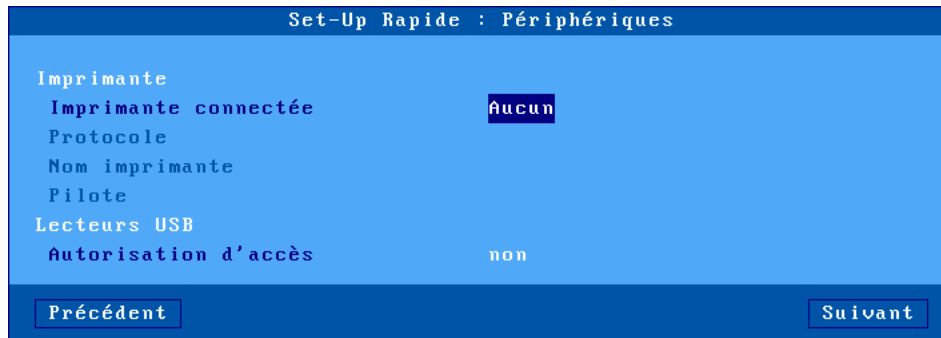 Set-Up Rapide : Périphériques
Imprimante
Imprimante connectée Aucun
Protocole
Nom imprimante
Pilote
Lecteurs USB
Autorisation d'accès non
Précédent Suivant